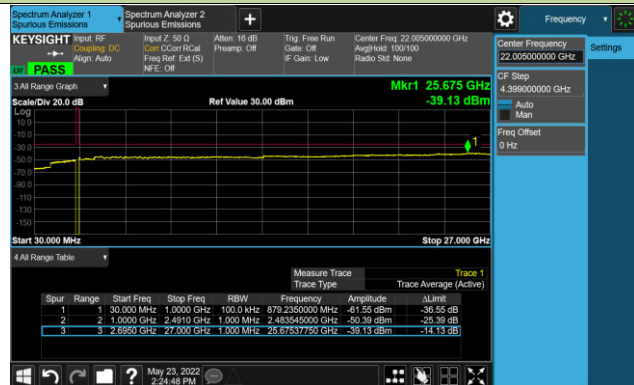 Spectrum Analyzer 1
Spurious Emissions
Spectrum Analyzer 2
Spurious Emissions
+
Frequency
KEYSIGHT
Input: RF
Coupling: DC
Align: Auto
Input Z: 50 Ω
Corr CCorr RCal
Freq Ref: Ext (S)
NFE: Off
Atten: 16 dB
Preamp: Off
Trig: Free Run
Gate: Off
IF Gain: Low
Center Freq: 22.005000000 GHz
Avg|Hold: 100/100
Radio Std: None
PASS
Center Frequency
22.005000000 GHz
Settings
CF Step
4.399000000 GHz
Auto
Man
Freq Offset
0 Hz
3 All Range Graph
Mkr1 25.675 GHz
Scale/Div 20.0 dB
Ref Value 30.00 dBm
-39.13 dBm
Log
10.0
-10.0
-30.0
-50.0
-70.0
-90.0
-110
-130
-150
1
Start 30.000 MHz
Stop 27.000 GHz
4 All Range Table
Measure Trace Trace 1
Trace Type Trace Average (Active)
Spur Range Start Freq Stop Freq RBW Frequency Amplitude ΔLimit
1 1 30.000 MHz 1.0000 GHz 100.0 kHz 879.2350000 MHz -61.55 dBm -36.55 dB
2 2 1.0000 GHz 2.4910 GHz 1.000 MHz 2.483545000 GHz -50.39 dBm -25.39 dB
3 3 2.6950 GHz 27.000 GHz 1.000 MHz 25.67537750 GHz -39.13 dBm -14.13 dB
?
May 23, 2022
2:24:48 PM